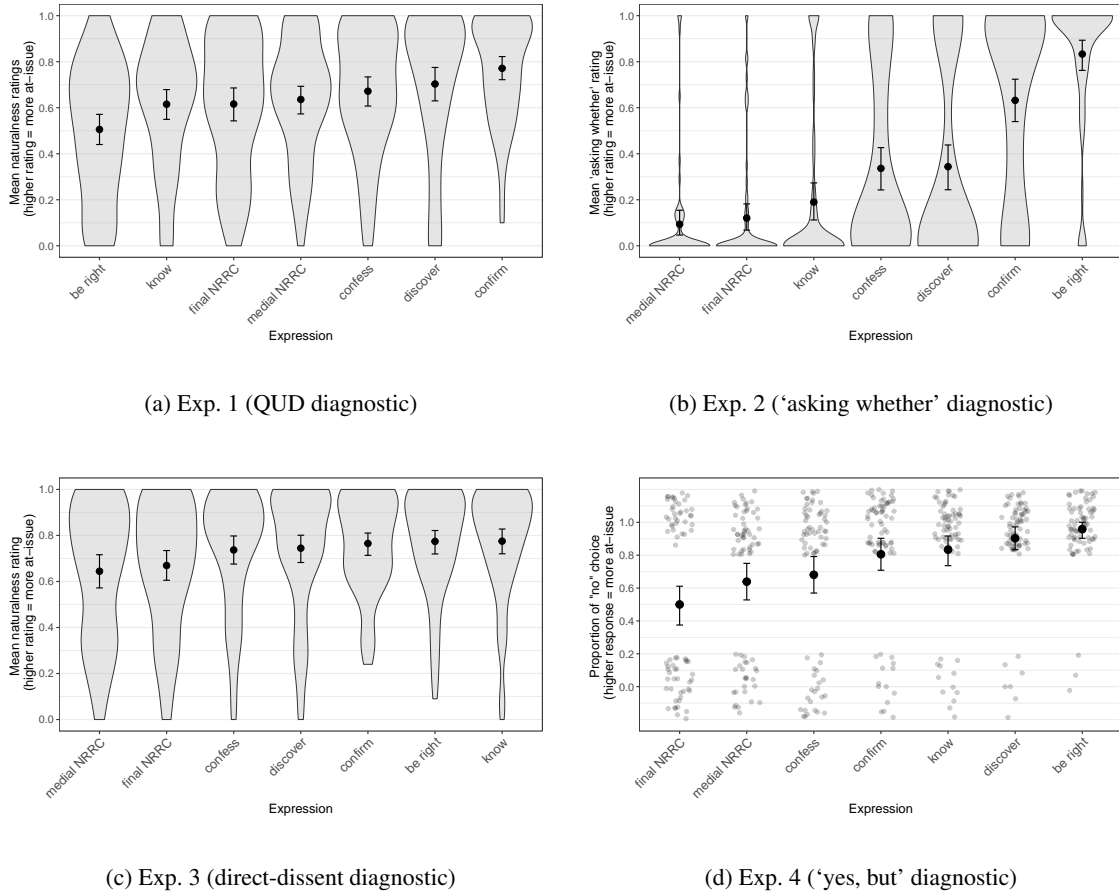 Mean naturalness ratings
(higher rating = more at−issue)
1.0
0.8
0.6
0.4
0.2
0.0
be right
know
final NRRC
medial NRRC
confess
discover
confirm
Expression
(a) Exp. 1 (QUD diagnostic)
Mean 'asking whether' rating
(higher rating = more at−issue)
1.0
0.8
0.6
0.4
0.2
0.0
medial NRRC
final NRRC
know
confess
discover
confirm
be right
Expression
(b) Exp. 2 (‘asking whether’ diagnostic)
Mean naturalness rating
(higher rating = more at−issue)
1.0
0.8
0.6
0.4
0.2
0.0
medial NRRC
final NRRC
confess
discover
confirm
be right
know
Expression
(c) Exp. 3 (direct-dissent diagnostic)
Proportion of "no" choice
(higher response = more at−issue)
1.0
0.8
0.6
0.4
0.2
0.0
final NRRC
medial NRRC
confess
confirm
know
discover
be right
Expression
(d) Exp. 4 (‘yes, but’ diagnostic)